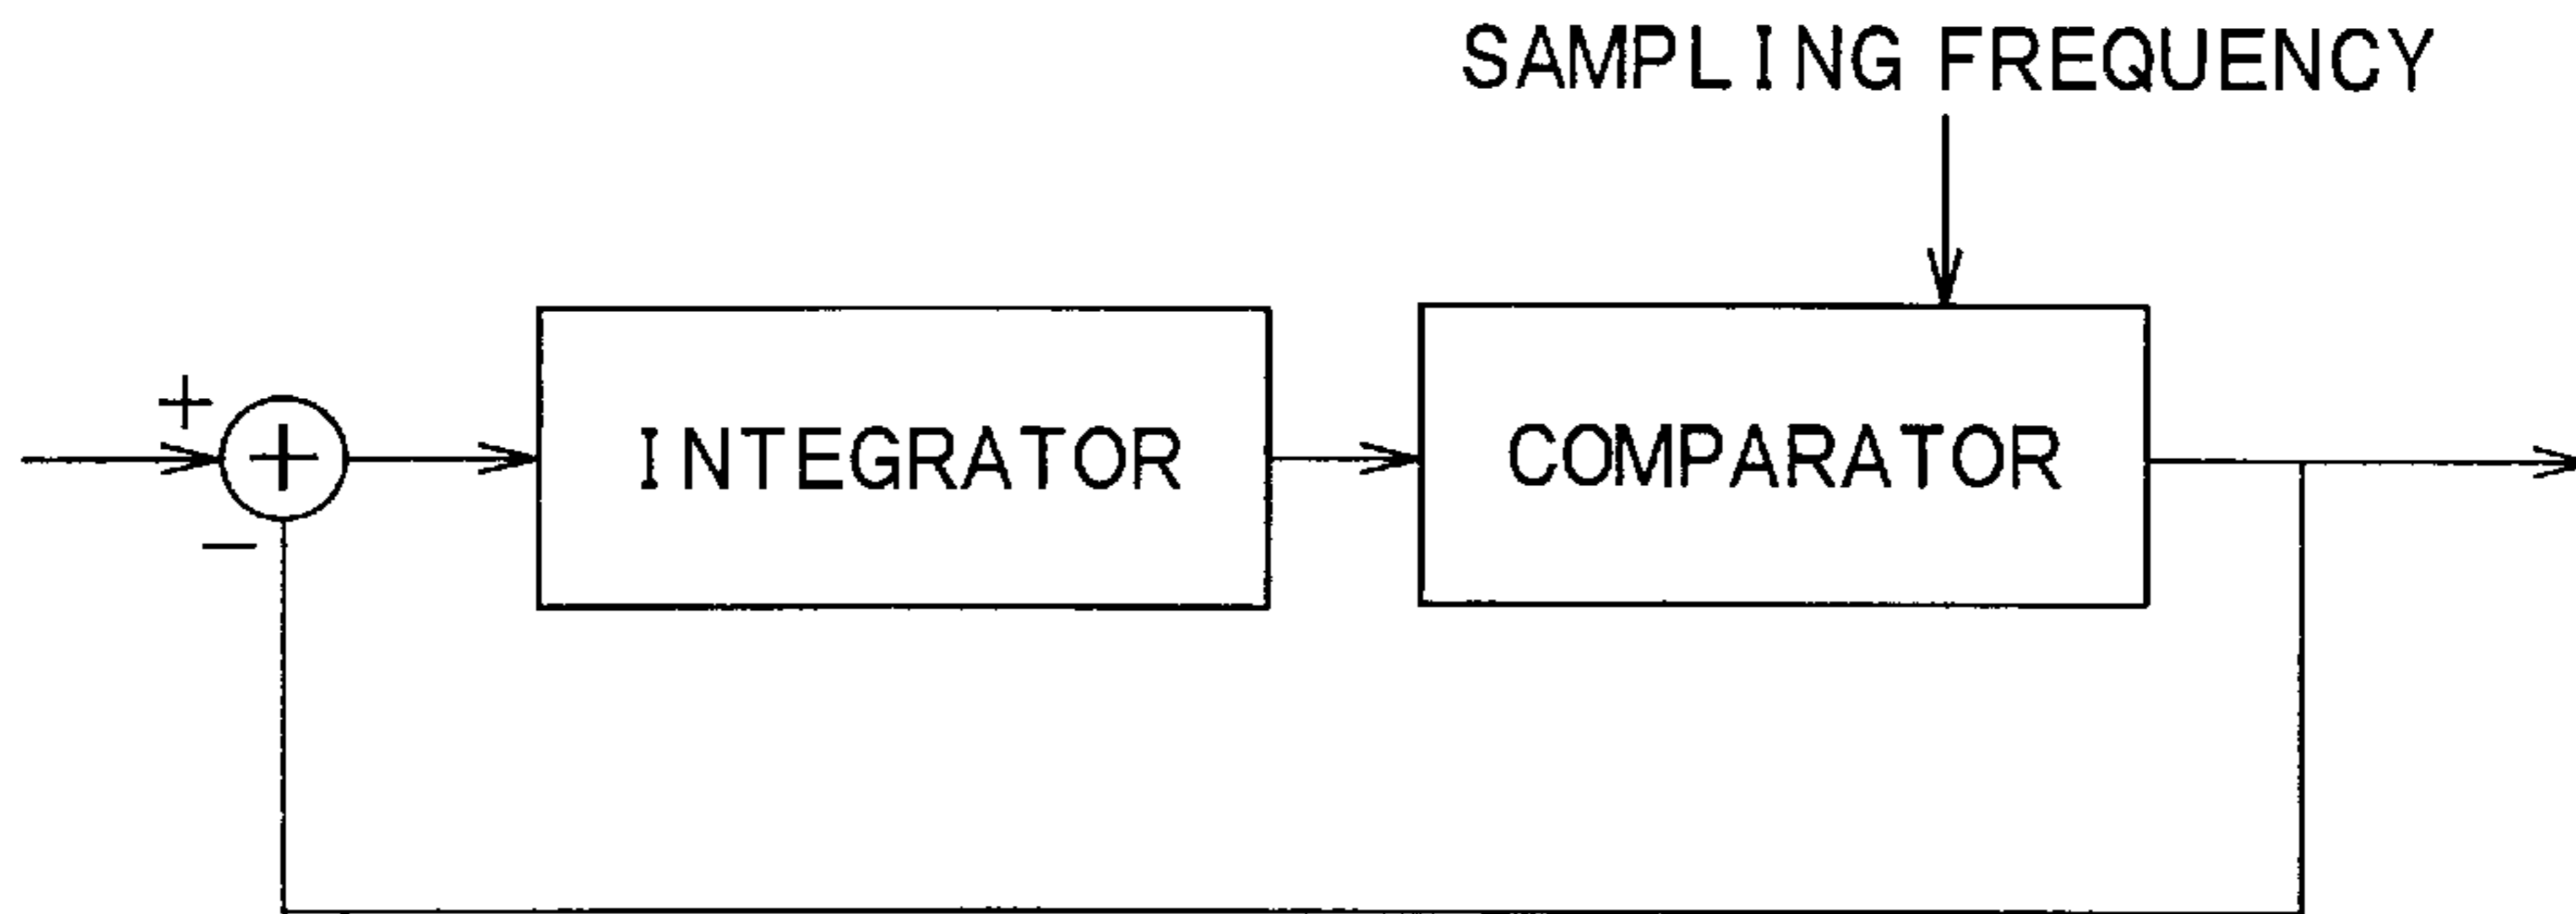 SAMPLING FREQUENCY
+
+
INTEGRATOR
COMPARATOR
−